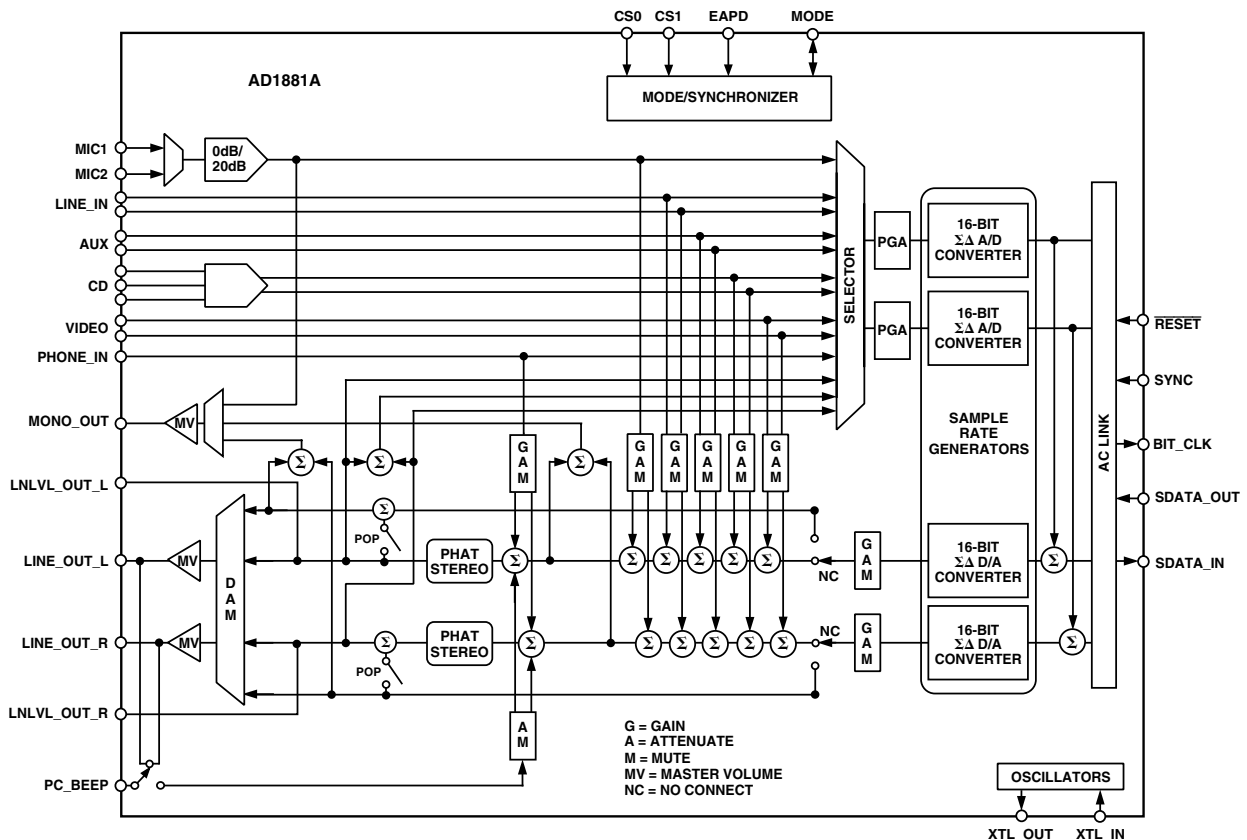 CS0 CS1 EAPD MODE
AD1881A
MODE/SYNCHRONIZER
MIC1
MIC2
0dB/
20dB
LINE_IN
AUX
CD
VIDEO
PHONE_IN
MONO_OUT
MV
LNLVL_OUT_L
LINE_OUT_L
MV
LINE_OUT_R
MV
LNLVL_OUT_R
PC_BEEP
D
A
M
Σ
Σ
Σ
POP
Σ
POP
PHAT
STEREO
PHAT
STEREO
G
A
M
Σ
Σ
Σ
A
M
G
A
M
G
A
M
G
A
M
G
A
M
G
A
M
Σ Σ Σ Σ Σ
Σ Σ Σ Σ Σ
NC
NC
G
A
M
G
A
M
SELECTOR
PGA
PGA
16-BIT
ΣΔ A/D
CONVERTER
16-BIT
ΣΔ A/D
CONVERTER
SAMPLE
RATE
GENERATORS
16-BIT
ΣΔ D/A
CONVERTER
16-BIT
ΣΔ D/A
CONVERTER
Σ
Σ
AC LINK
RESET
SYNC
BIT_CLK
SDATA_OUT
SDATA_IN
G = GAIN
A = ATTENUATE
M = MUTE
MV = MASTER VOLUME
NC = NO CONNECT
OSCILLATORS
XTL_OUT XTL_IN